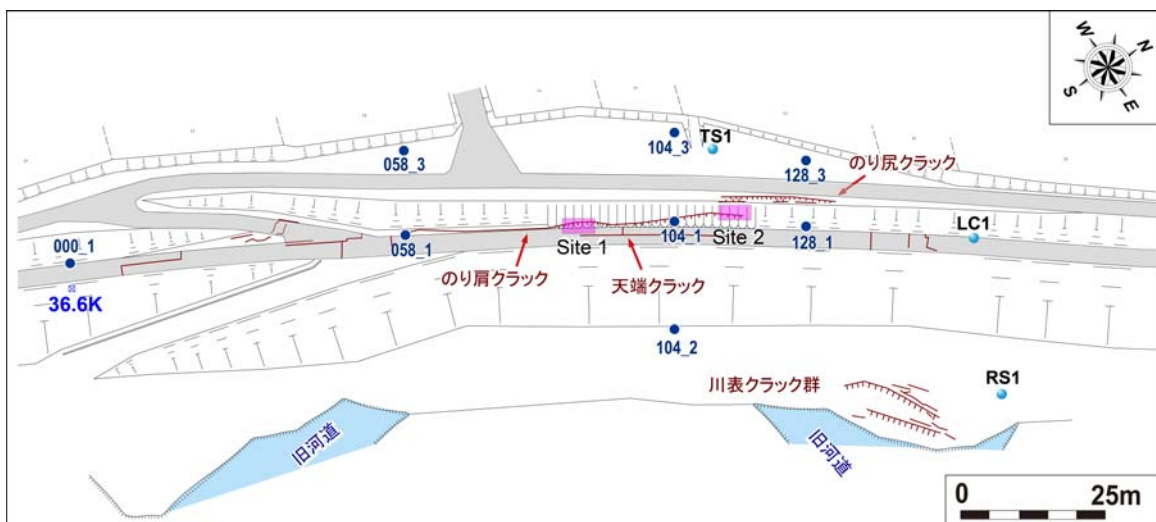 W
N
S
E
104_3
TS1
058_3
128_3
のり尻クラック
000_1
058_1
Site 1
104_1
Site 2
128_1
LC1
36.6K
のり肩クラック
天端クラック
104_2
川表クラック群
RS1
旧河道
旧河道
0
25m